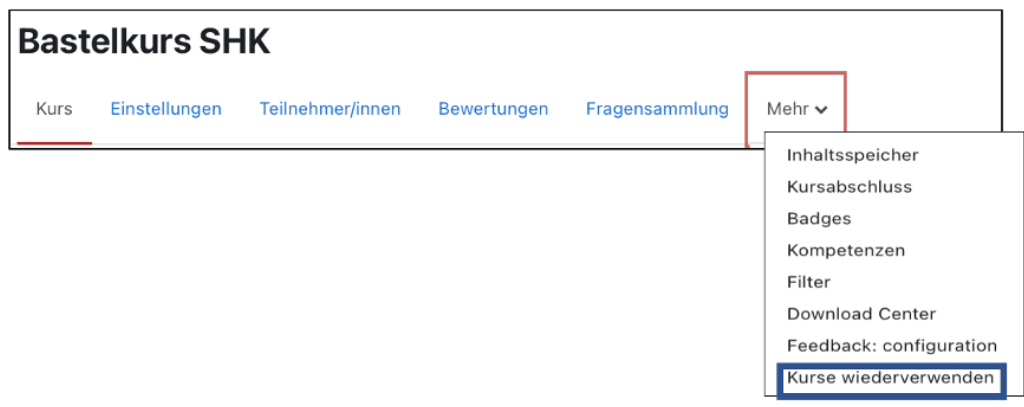 Bastelkurs SHK
Kurs Einstellungen Teilnehmer/innen Bewertungen Fragensammlung Mehr
Inhaltsspeicher
Kursabschluss
Badges
Kompetenzen
Filter
Download Center
Feedback: configuration
Kurse wiederverwenden